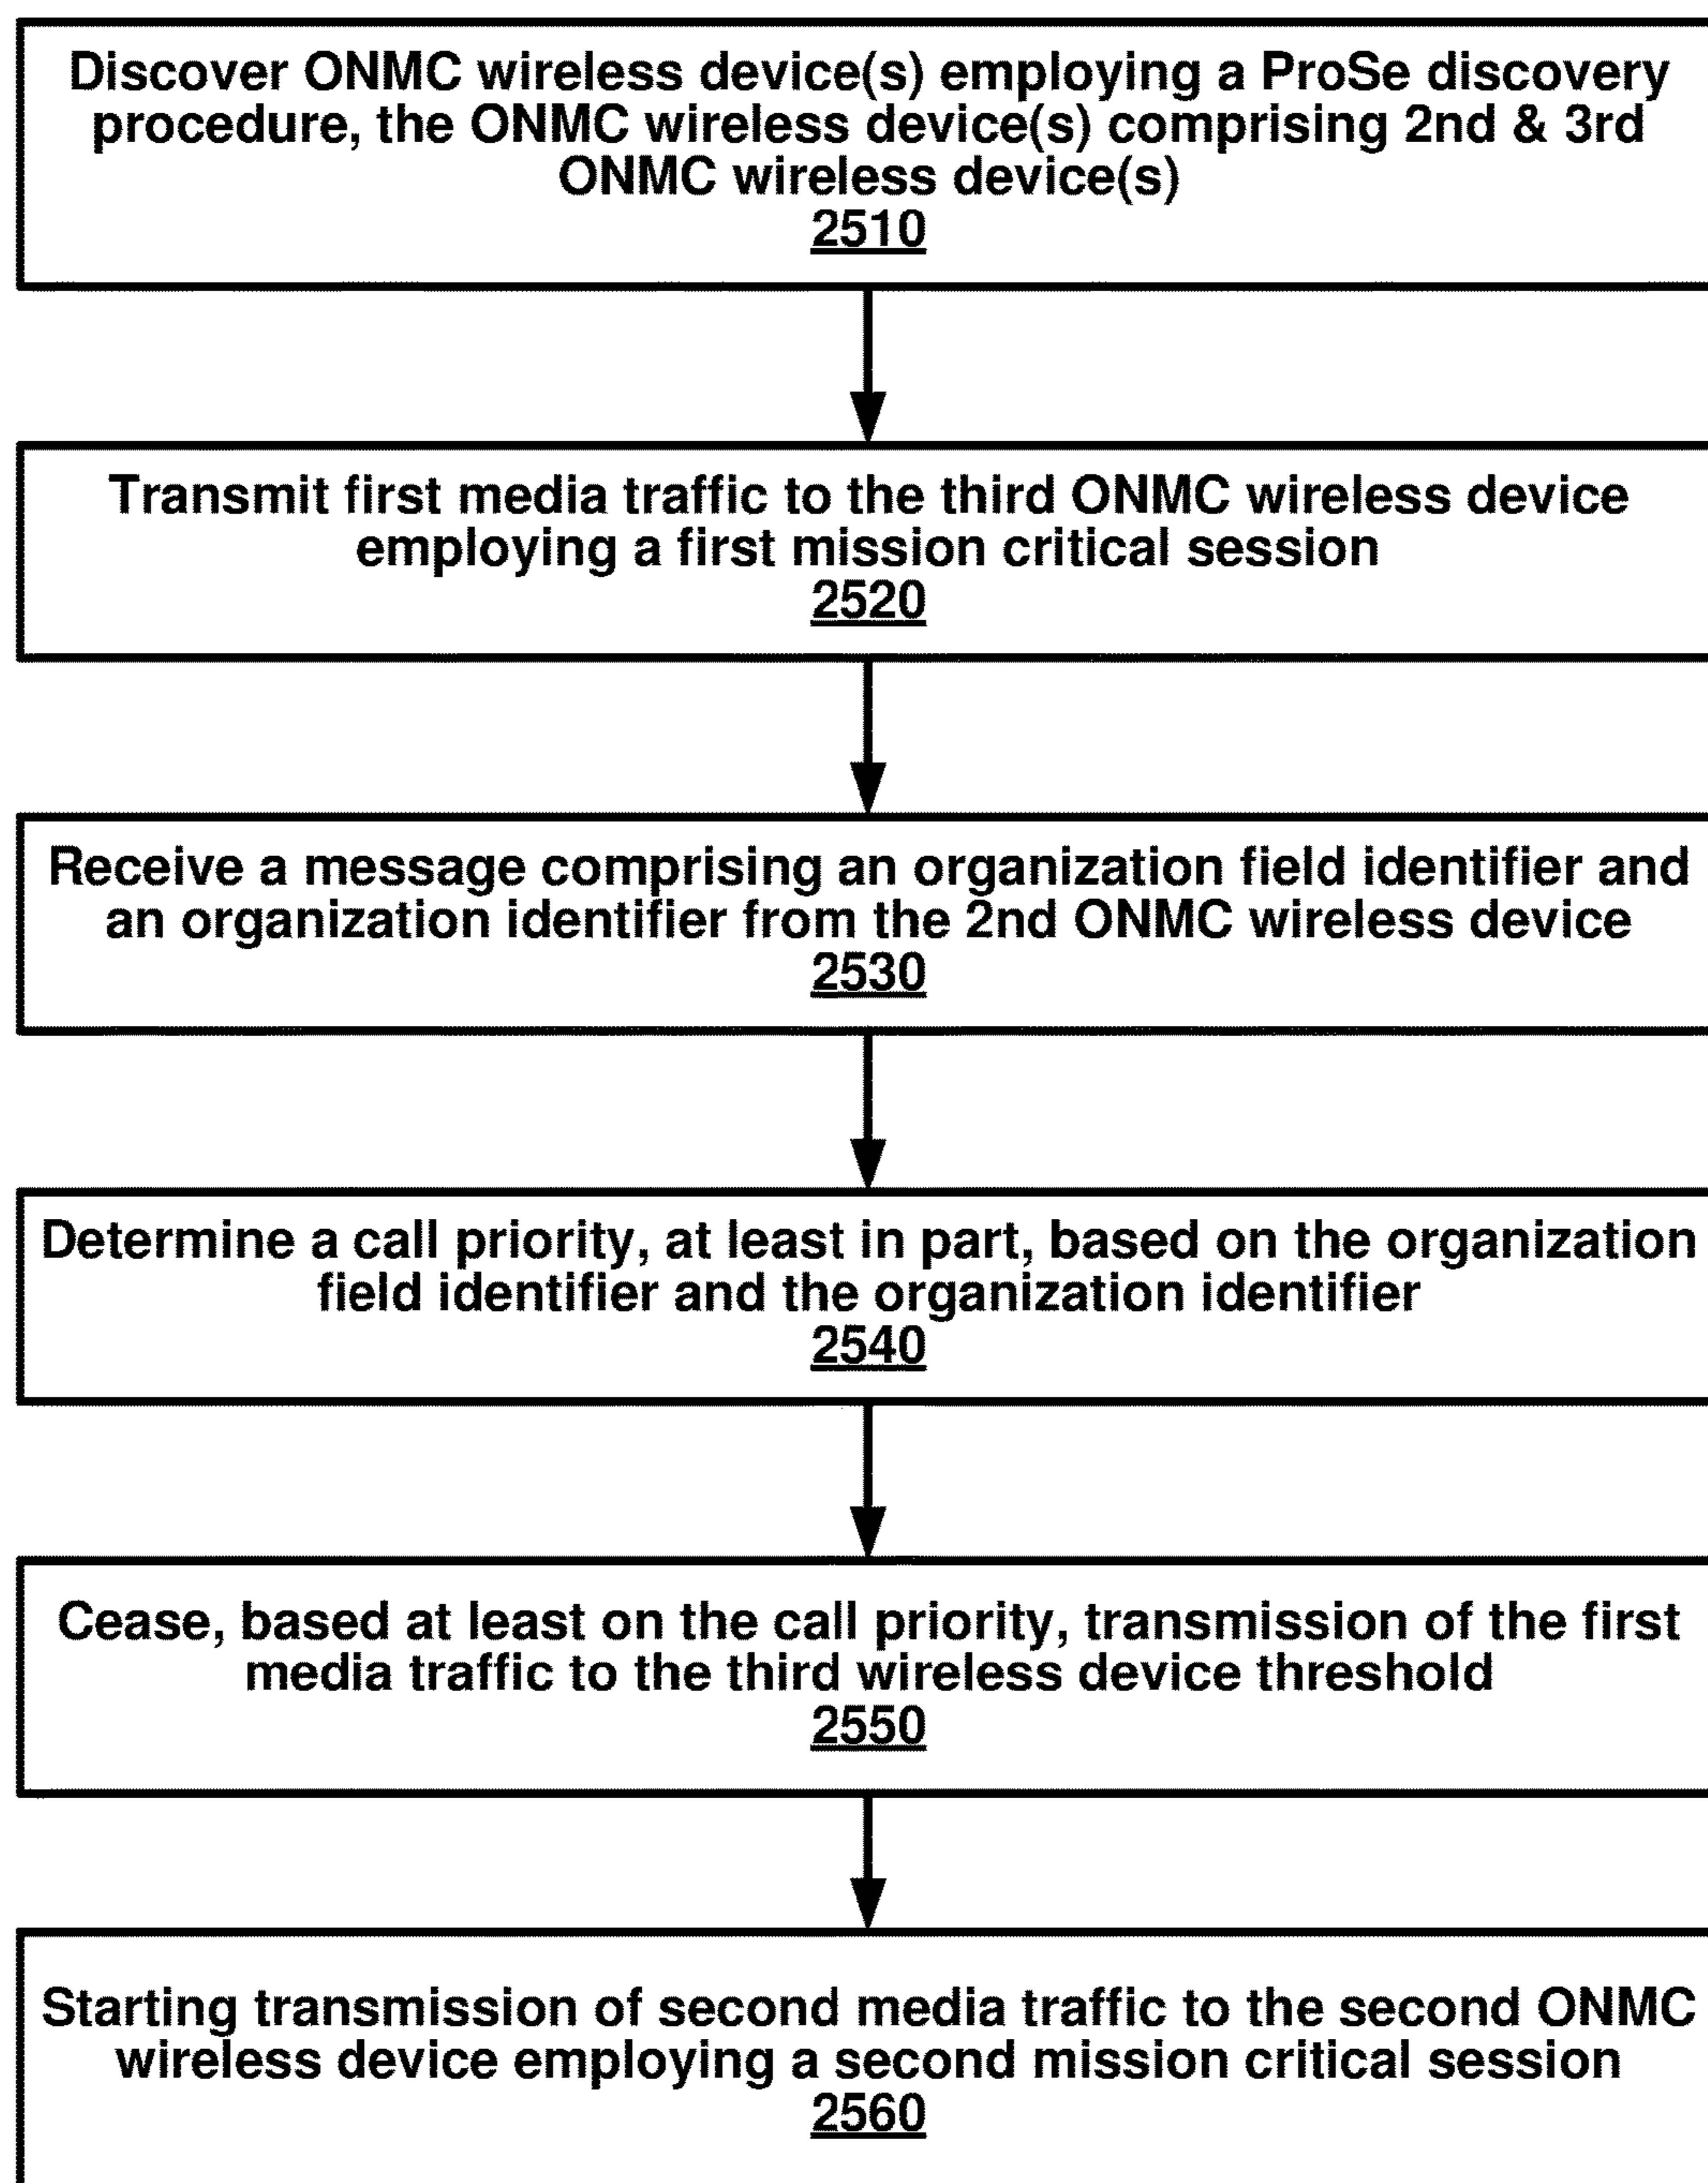 Discover ONMC wireless device(s) employing a ProSe discovery
procedure, the ONMC wireless device(s) comprising 2nd & 3rd
ONMC wireless device(s)
2510
Transmit first media traffic to the third ONMC wireless device
employing a first mission critical session
2520
Receive a message comprising an organization field identifier and
an organization identifier from the 2nd ONMC wireless device
2530
Determine a call priority, at least in part, based on the organization
field identifier and the organization identifier
2540
Cease, based at least on the call priority, transmission of the first
media traffic to the third wireless device threshold
2550
Starting transmission of second media traffic to the second ONMC
wireless device employing a second mission critical session
2560